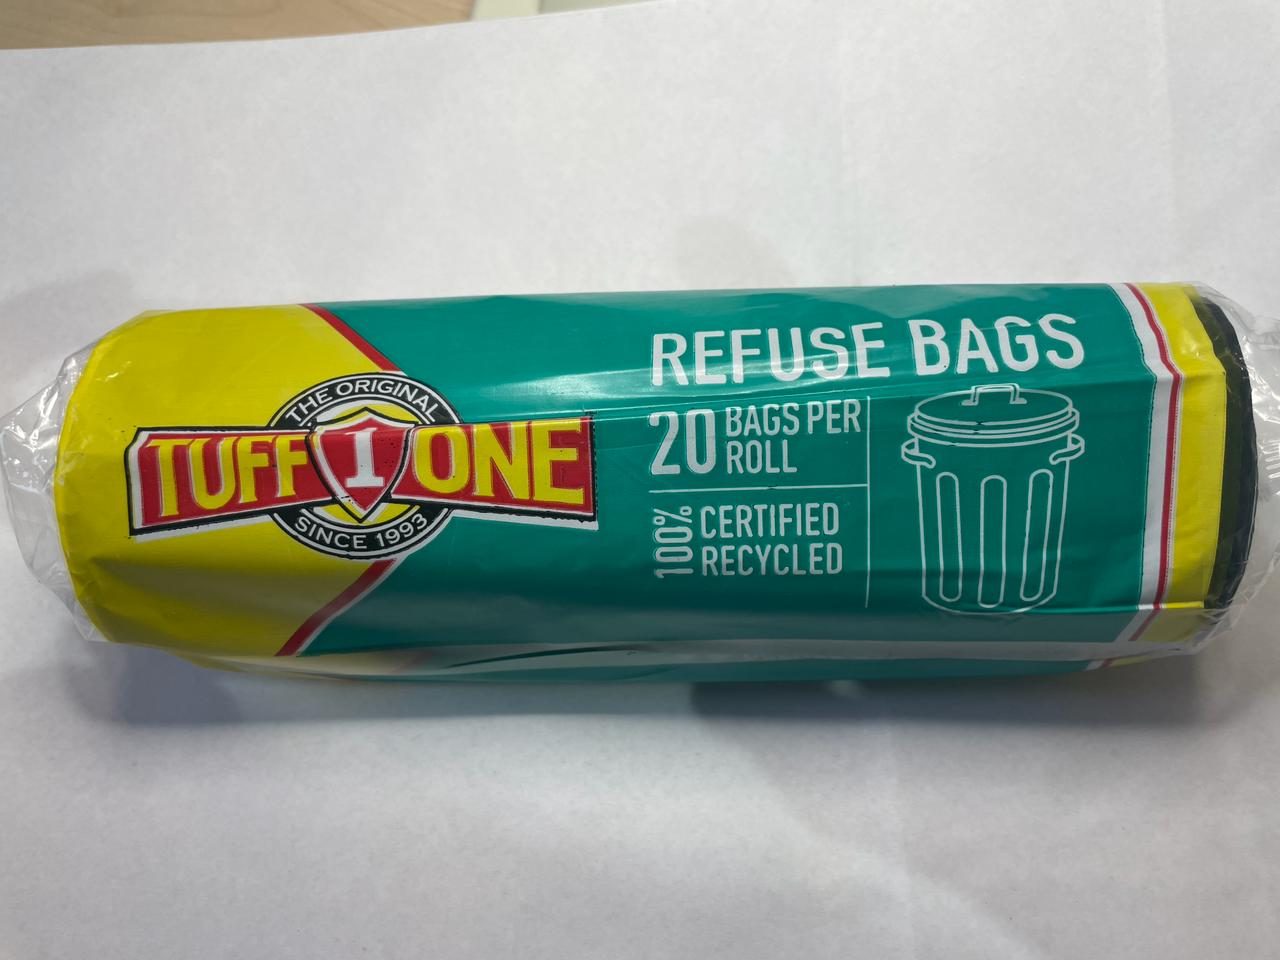 THE ORIGINAL
TUFF 1 ONE
SINCE 1993
REFUSE BAGS
20 BAGS PER
ROLL
100% CERTIFIED
RECYCLED